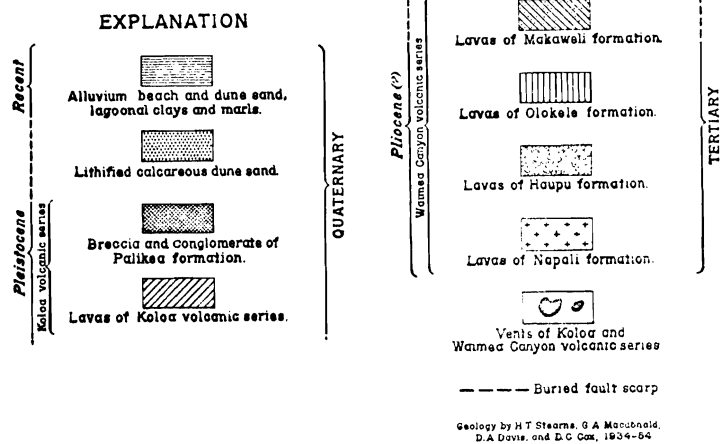 EXPLANATION
Recent
Alluvium beach and dune sand,
lagoonal clays and marls.
Lithified calcareous dune sand.
Pleistocene
Koloa volcanic series
Breccia and conglomerate of
Palikea formation.
Lavas of Koloa volcanic series.
QUATERNARY
Pliocene (?)
Waimea Canyon volcanic series
Lavas of Makaweli formation.
Lavas of Olokele formation.
Lavas of Haupu formation.
Lavas of Napali formation.
TERTIARY
Vents of Koloa and
Waimea Canyon volcanic series
Buried fault scarp
Geology by H T Stearns, G A Macdonald,
D. A Davis, and D. C Cox, 1934-54